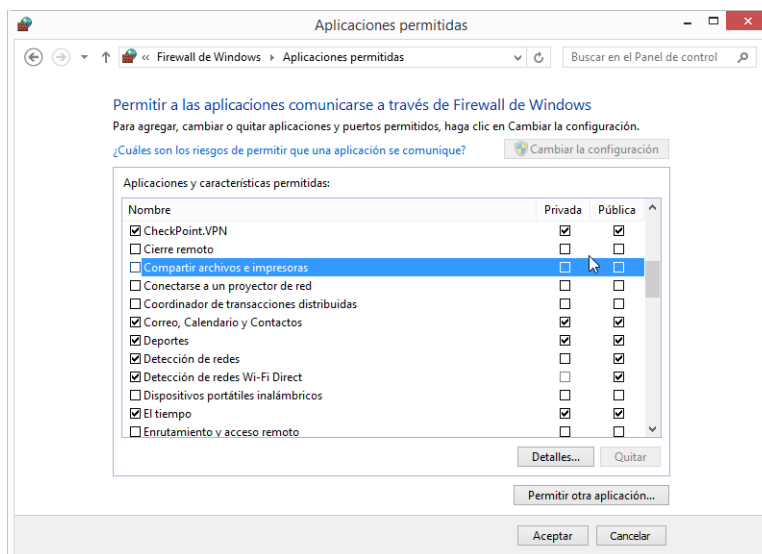 Aplicaciones permitidas
« Firewall de Windows Aplicaciones permitidas Buscar en el Panel de control
Permitir a las aplicaciones comunicarse a través de Firewall de Windows
Para agregar, cambiar o quitar aplicaciones y puertos permitidos, haga clic en Cambiar la configuración.
¿Cuáles son los riesgos de permitir que una aplicación se comunique? Cambiar la configuración
Aplicaciones y características permitidas:
Nombre Privada Pública
CheckPoint.VPN
Cierre remoto
Compartir archivos e impresoras
Conectarse a un proyector de red
Coordinador de transacciones distribuidas
Correo, Calendario y Contactos
Deportes
Detección de redes
Detección de redes Wi-Fi Direct
Dispositivos portátiles inalámbricos
El tiempo
Enrutamiento y acceso remoto
Detalles... Quitar
Permitir otra aplicación...
Aceptar Cancelar